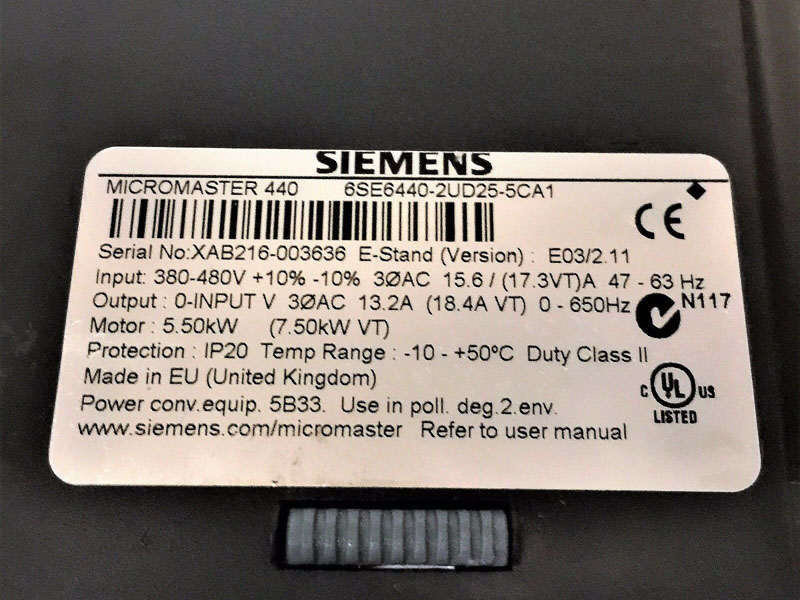 SIEMENS
MICROMASTER 440 6SE6440-2UD25-5CA1
CE
Serial No:XAB216-003636 E-Stand (Version) : E03/2.11
Input: 380-480V +10% -10% 3ØAC 15.6 / (17.3VT)A 47 - 63 Hz
Output : 0-INPUT V 3ØAC 13.2A (18.4A VT) 0 - 650Hz
N117
Motor : 5.50kW (7.50kW VT)
Protection : IP20 Temp Range : -10 - +50ºC Duty Class II
Made in EU (United Kingdom)
C UL US
LISTED
Power conv.equip. 5B33. Use in poll. deg.2.env.
www.siemens.com/micromaster Refer to user manual